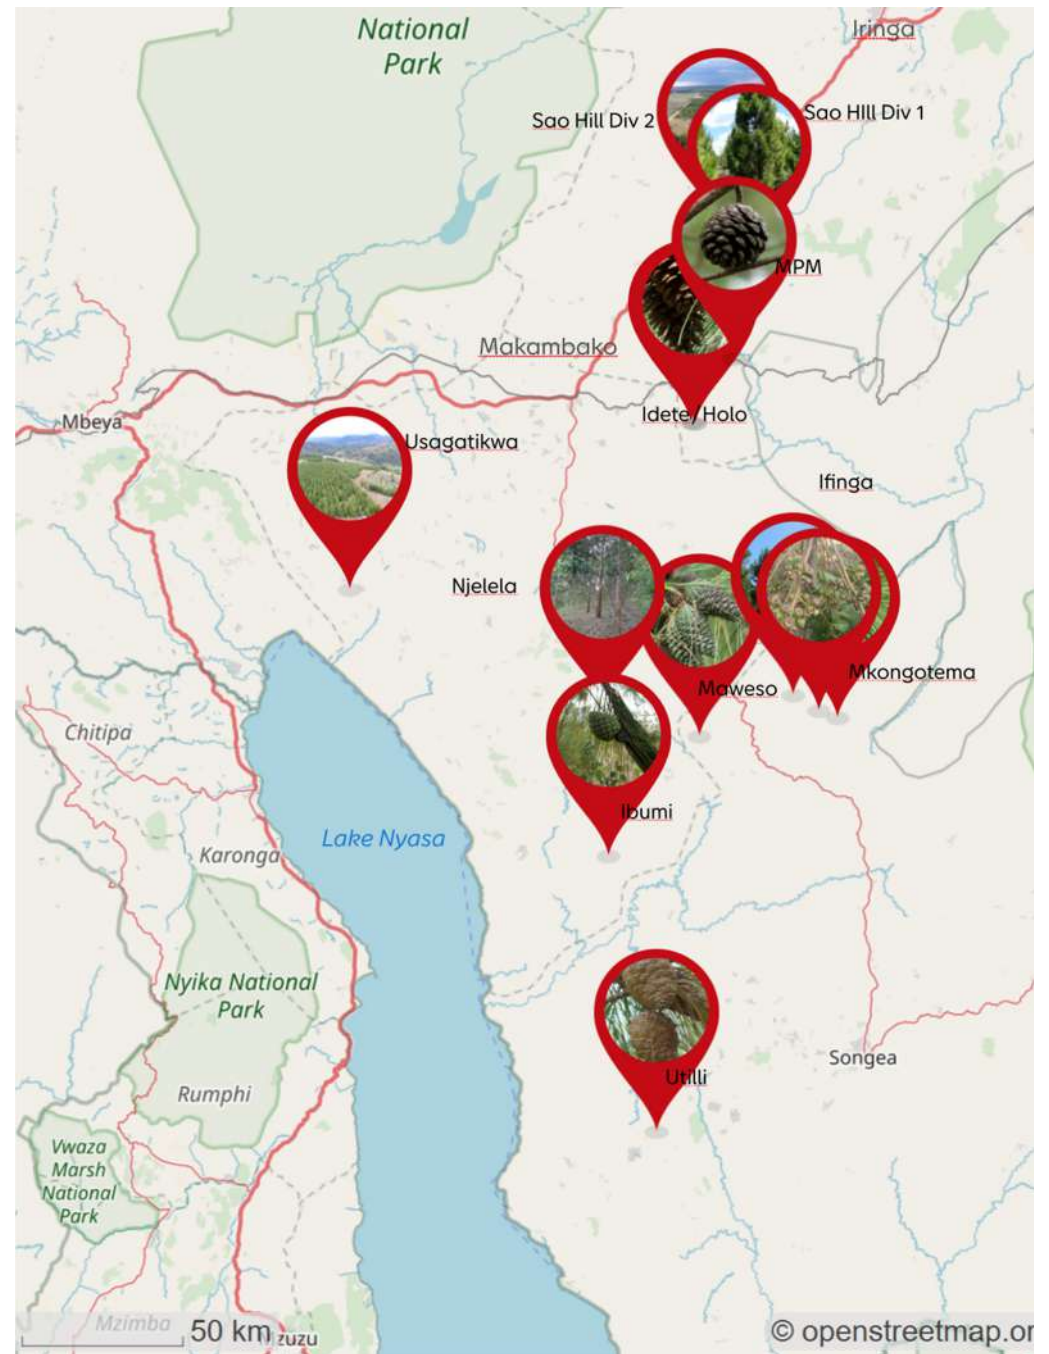 National
Park
Iringa
Sao Hill Div 2
Sao HIll Div 1
MPM
Makambako
Idete/Holo
Mbeya
Usagatikwa
Ifinga
Njelela
Maweso
Mkongotema
Chitipa
Ibumi
Lake Nyasa
Karonga
Nyika National
Park
Utilli
Songea
Rumphi
Vwaza
Marsh
National
Park
Mzimba
50 km
zuzu
© openstreetmap.or